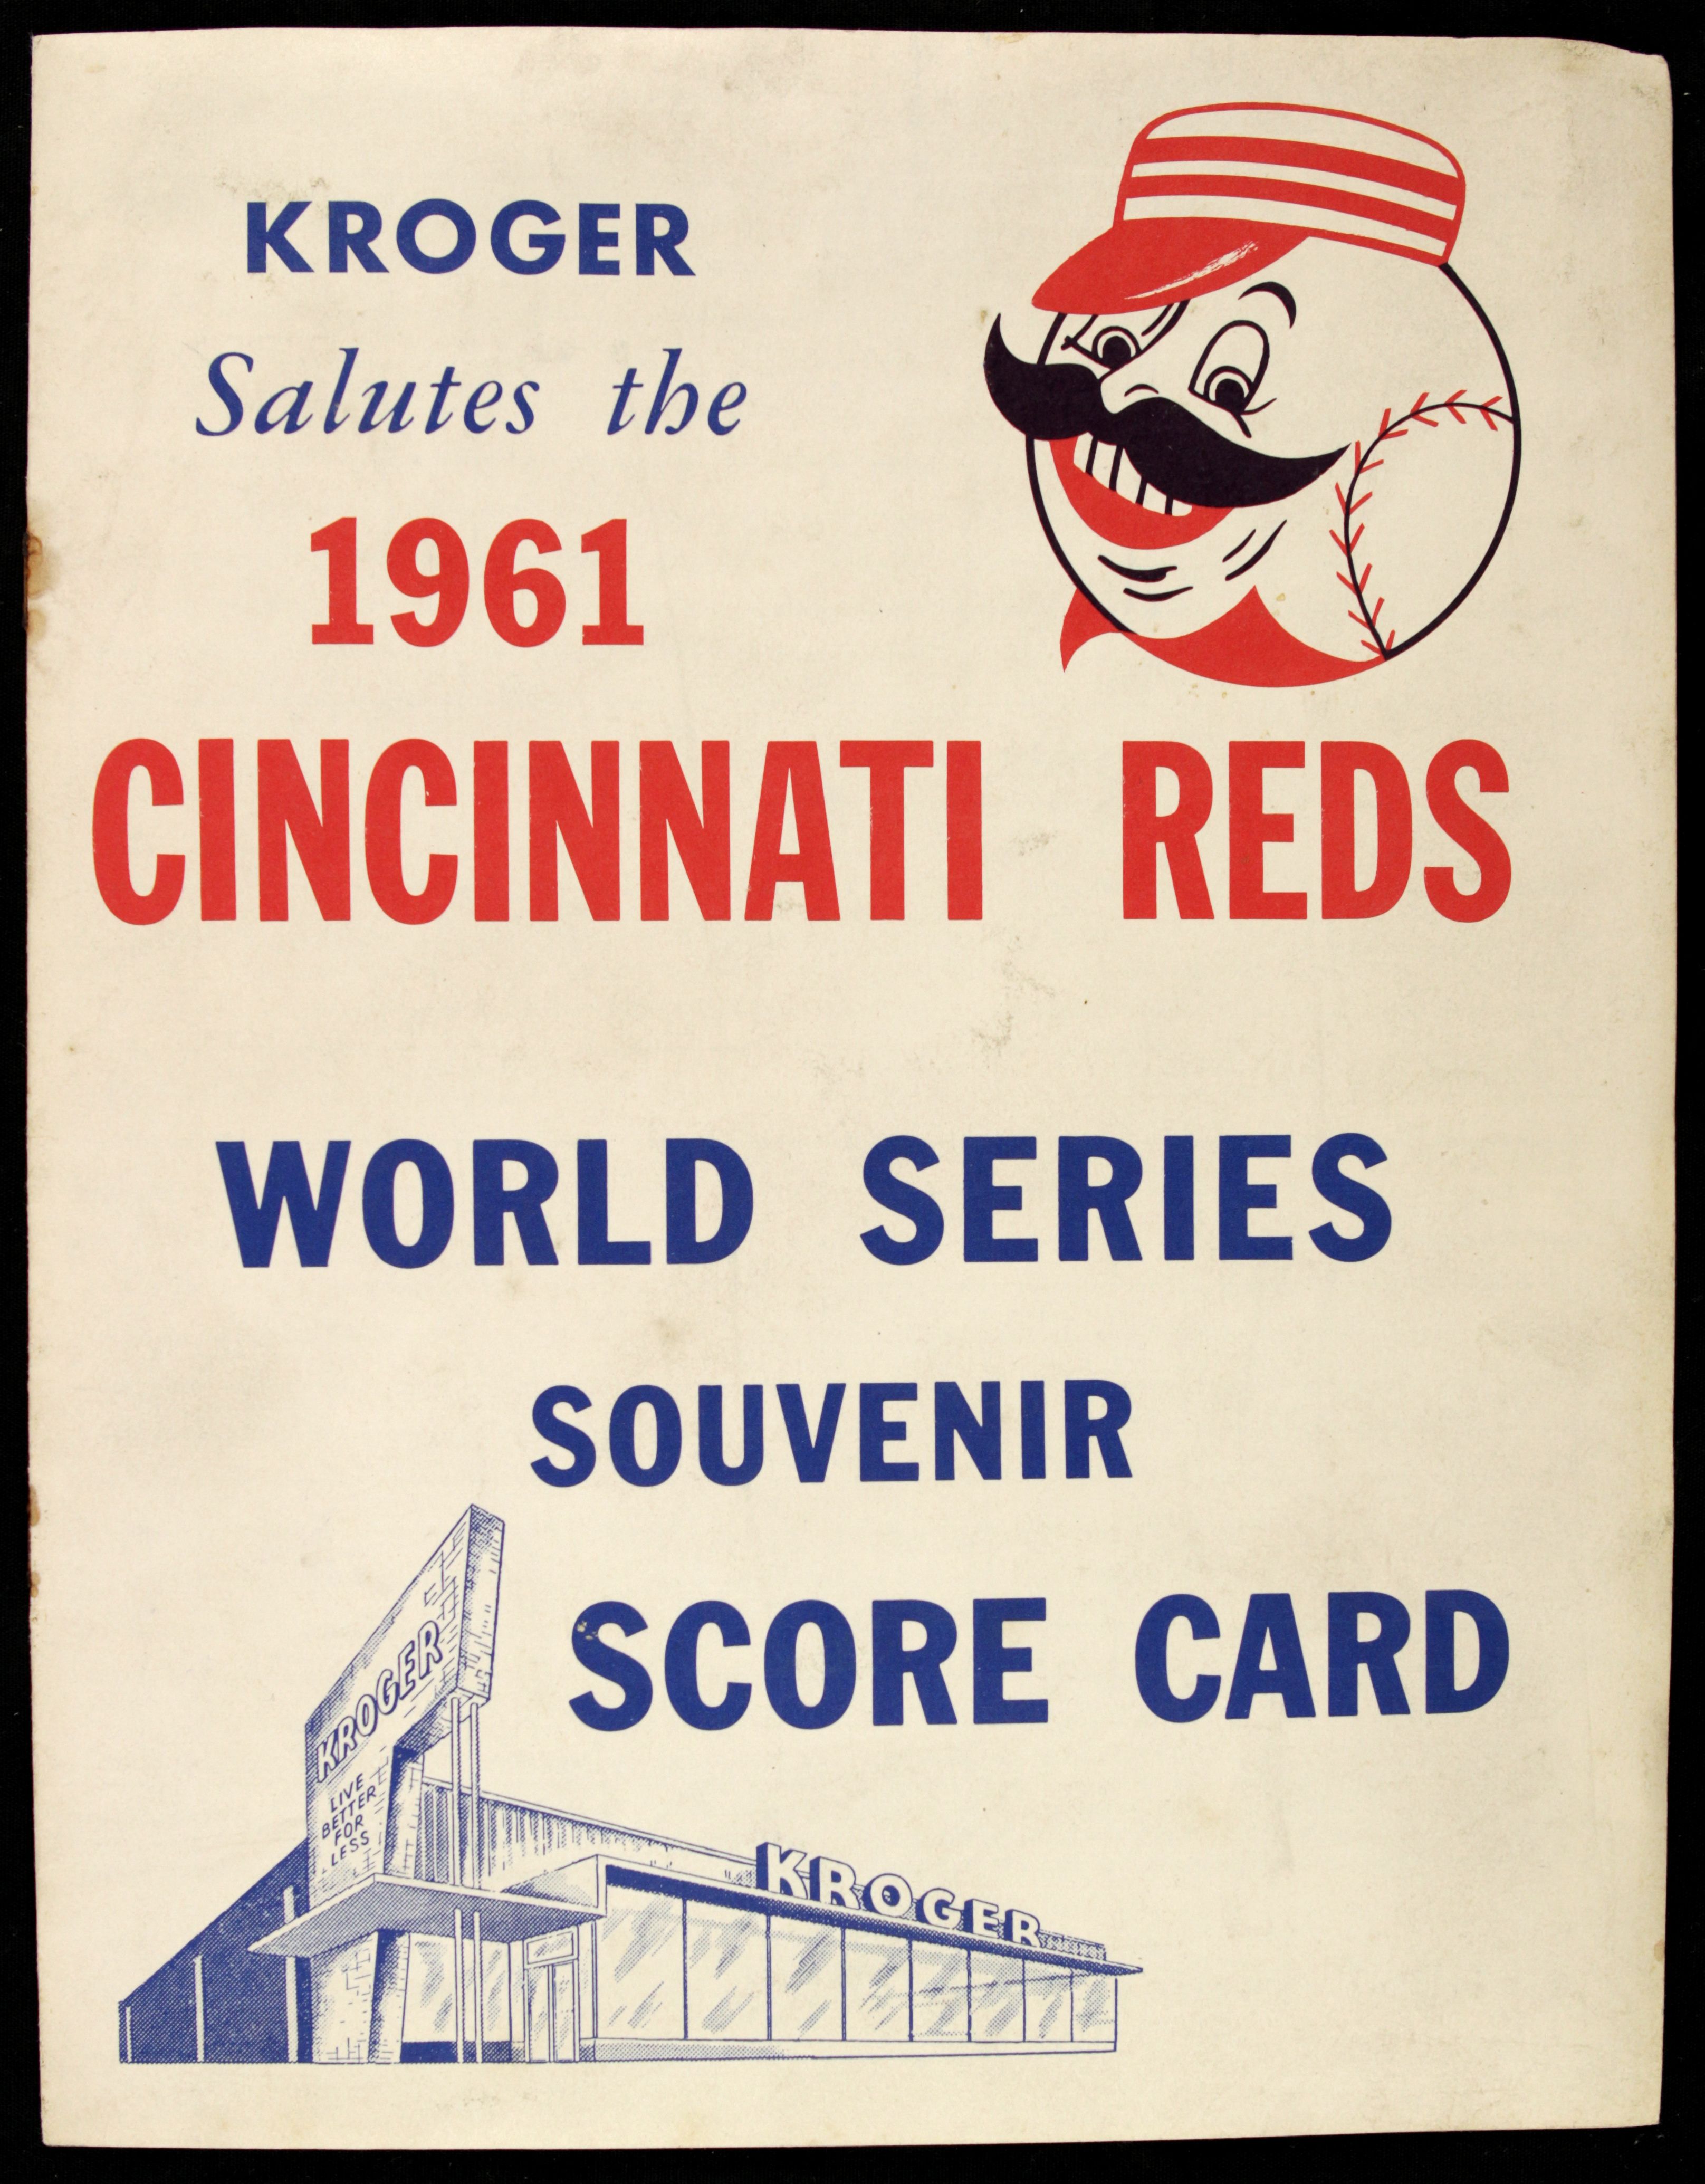 KROGER
Salutes the
1961
CINCINNATI REDS
WORLD SERIES
SOUVENIR
SCORE CARD
KROGER
LIVE
BETTER
FOR
LESS
KROGER